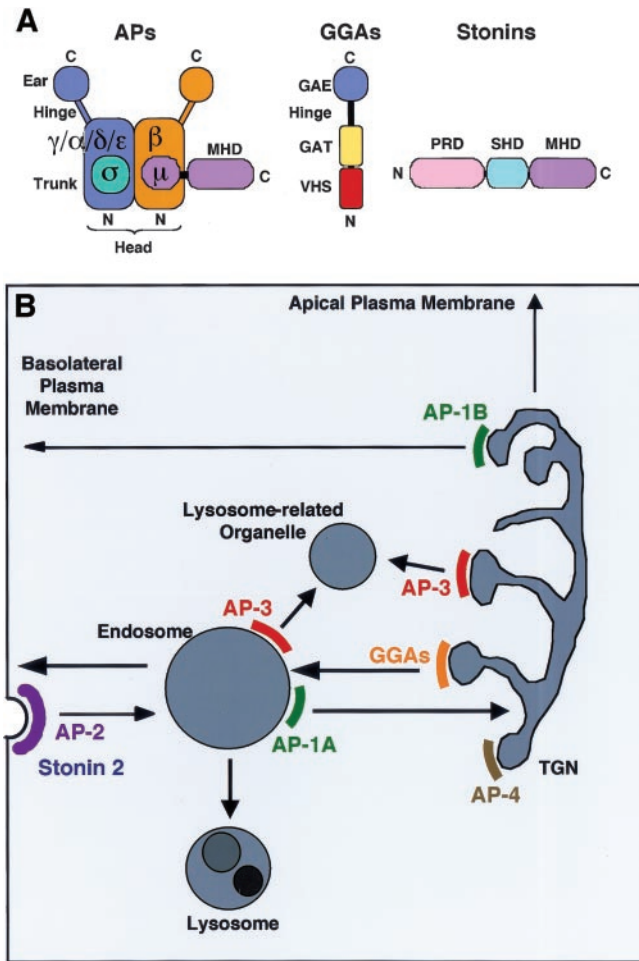 A
APs
GGAs
Stonins
C
C
Ear
Hinge
γ/α/δ/ε
β
σ
μ
MHD
C
Trunk
N
N
Head
C
GAE
Hinge
GAT
VHS
N
PRD
SHD
MHD
N
C
B
Apical Plasma Membrane
Basolateral
Plasma
Membrane
AP-1B
Lysosome-related
Organelle
AP-3
AP-3
Endosome
GGAs
AP-2
AP-1A
Stonin 2
TGN
AP-4
Lysosome